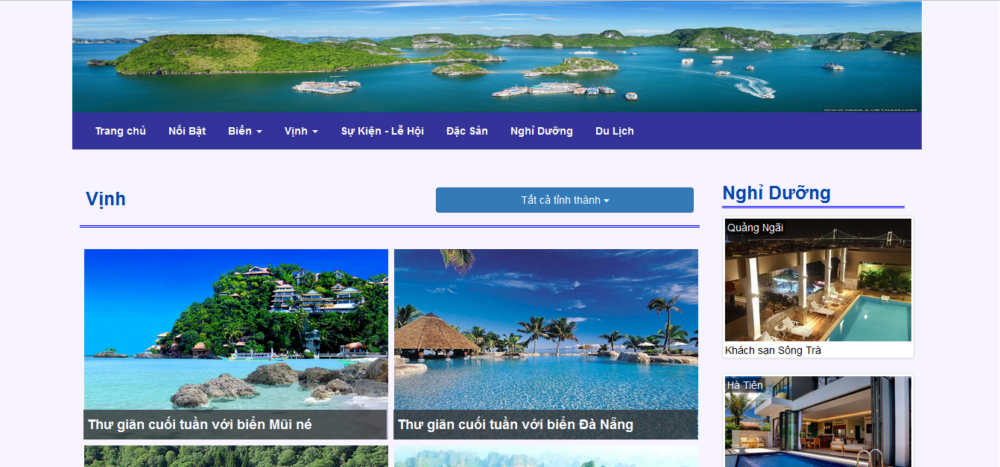 Trang chủ Nổi Bật Biển Vịnh Sự Kiện - Lễ Hội Đặc Sản Nghỉ Dưỡng Du Lịch
Vịnh
Tất cả tỉnh thành
Thư giãn cuối tuần với biển Mũi né
Thư giãn cuối tuần với biển Đà Nẵng
Nghỉ Dưỡng
Quảng Ngãi
Khách sạn Sông Trà
Hà Tiên